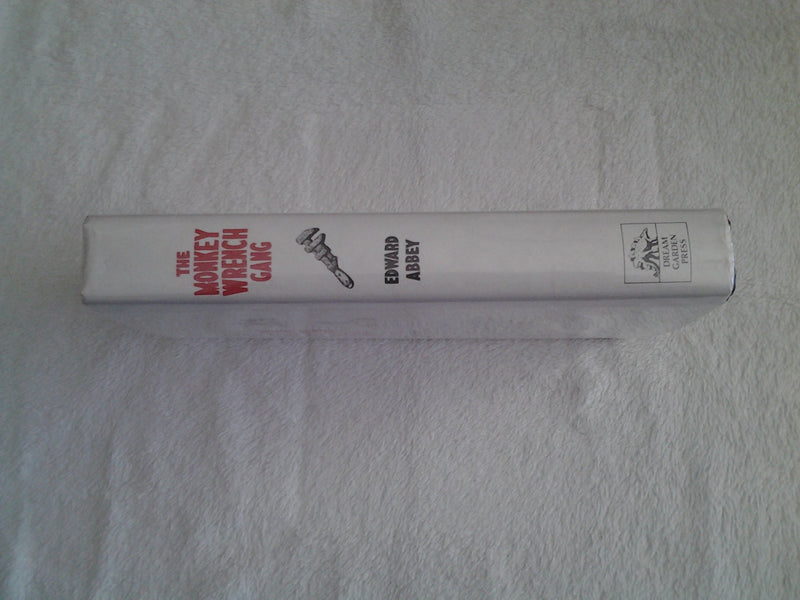 THE
MONKEY
WRENCH
GANG
EDWARD
ABBEY
DREAM
GARDEN
PRESS